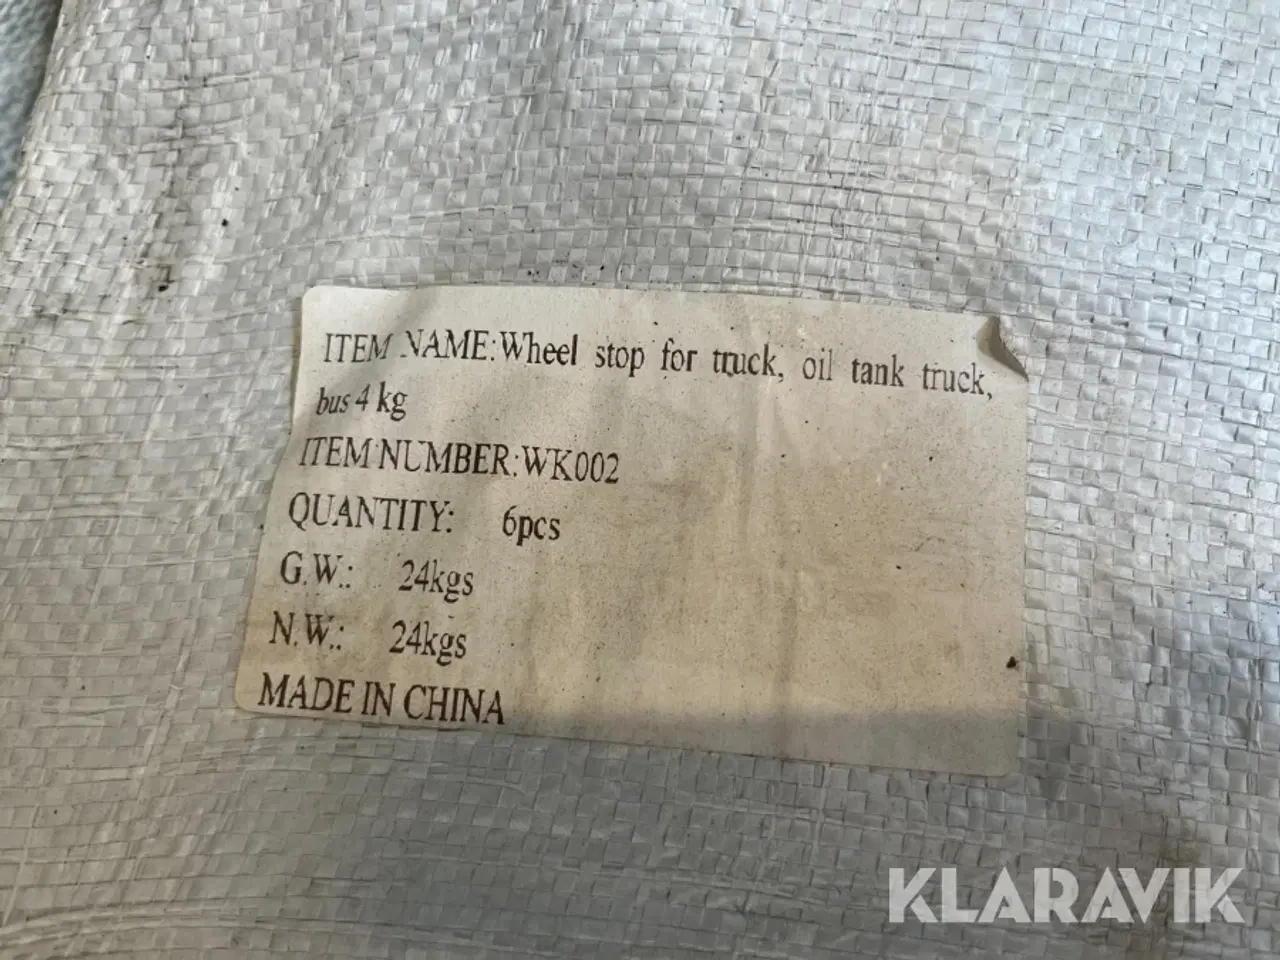 ITEM NAME:Wheel stop for truck, oil tank truck,
bus 4 kg
ITEM NUMBER:WK002
QUANTITY: 6pcs
G.W.: 24kgs
N.W.: 24kgs
MADE IN CHINA
KLARAVIK